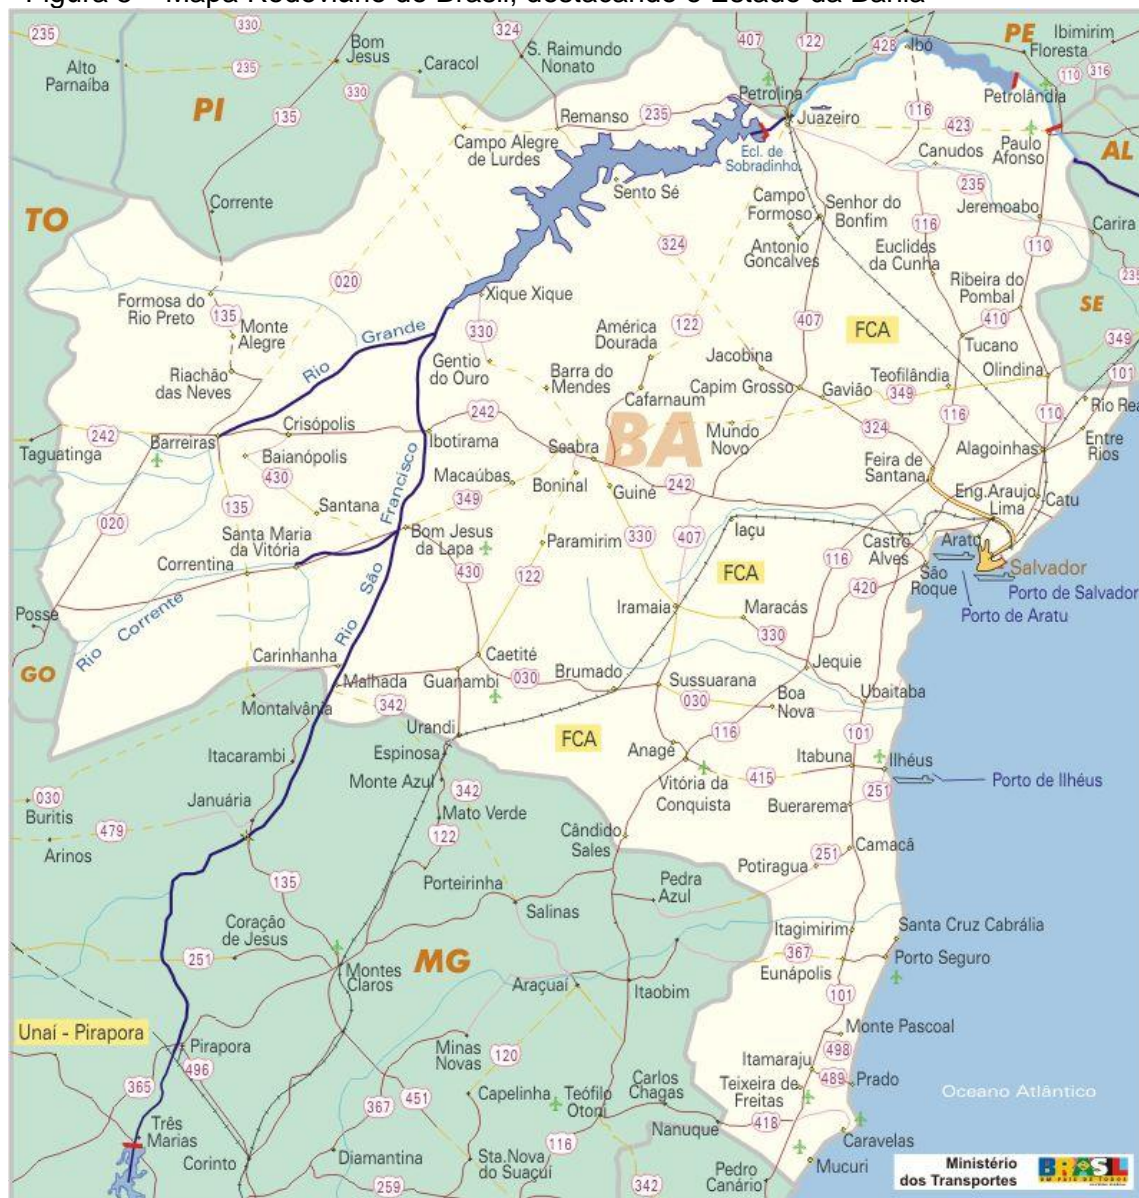 Figura 3 – Mapa Rodoviário do Brasil, destacando o Estado da Bahia
235
330
324
407
122
428
Ibó
PE
Ibimirim
Floresta
110
316
Alto
Parnaíba
Bom
Jesus
S. Raimundo
Nonato
Caracol
235
330
PI
135
Petrolina
Petrolândia
Remanso
235
Juazeiro
116
423
Campo Alegre
de Lurdes
Ecl. de
Sobradinho
Canudos
Paulo
Afonso
AL
Sento Sé
Campo
Formoso
Senhor do
Bonfim
235
Jeremoabo
TO
Corrente
324
Antonio
Gonçalves
116
Euclides
da Cunha
110
Carira
235
020
Ribeira do
Pombal
SE
Formosa do
Rio Preto
135
Monte
Alegre
Xique Xique
330
Rio Grande
122
América
Dourada
407
FCA
410
Tucano
349
101
Riachão
das Neves
Gentio
do Ouro
Barra do
Mendes
Cafarnaum
Jacobina
Capim Grosso
Gavião
Teofilândia
349
Olindina
Rio Rea
242
Taguatinga
Barreiras
Crisópolis
Ibotirama
242
Seabra
BA
Mundo
Novo
324
116
110
Alagoinhas
Entre
Rios
Baianópolis
430
Macaúbas
349
Boninal
Guiné
242
Feira de
Santana
Eng.Araujo
Lima
Catu
020
135
Santana
Rio São Francisco
Santa Maria
da Vitória
Bom Jesus
da Lapa
Paramirim
330
407
Iaçu
Castro
Alves
Aratu
Salvador
Correntina
430
122
FCA
116
420
São
Roque
Porto de Salvador
Porto de Aratu
Posse
Rio Corrente
Iramaia
Maracás
330
GO
Carinhanha
Malhada
Guanambi
Caetité
030
Brumado
Sussuarana
030
Jequie
Boa
Nova
Ubaitaba
Montalvânia
342
Urandi
FCA
116
101
Itacarambi
Espinosa
Anagé
Itabuna
Ilhéus
Monte Azul
Vitória da
Conquista
415
251
Porto de Ilhéus
030
Buritis
Januária
342
Mato Verde
Buerarema
479
Arinos
122
Cândido
Sales
Camacã
Potiragua
251
135
Porteirinha
Pedra
Azul
Coração
de Jesus
Salinas
Itagimirim
Santa Cruz Cabrália
251
MG
367
Eunápolis
Porto Seguro
Montes
Claros
Araçuaí
Itaobim
101
Unaí - Pirapora
Pirapora
Minas
Novas
120
Monte Pascoal
498
365
496
Itamaraju
489
Prado
367
451
Capelinha
Teófilo
Otoni
Carlos
Chagas
Teixeira de
Freitas
Oceano Atlântico
Três
Marias
Nanuque
418
Caravelas
Corinto
Diamantina
Sta.Nova
do Suaçuí
116
Mucuri
259
342
Pedro
Canário
Ministério
dos Transportes
BRASIL
UM PAÍS DE TODOS